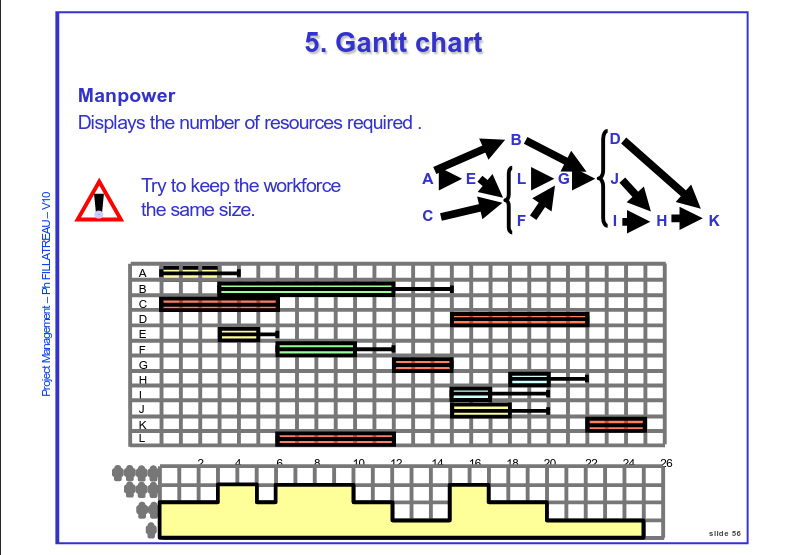 5. Gantt chart
Manpower
Displays the number of resources required .
Try to keep the workforce
the same size.
B D
A E L G J
C F I H K
Project Management – Ph FILLATREAU – V10
A
B
C
D
E
F
G
H
I
J
K
L
2 4 6 8 10 12 14 16 18 20 22 24 26
slide 56